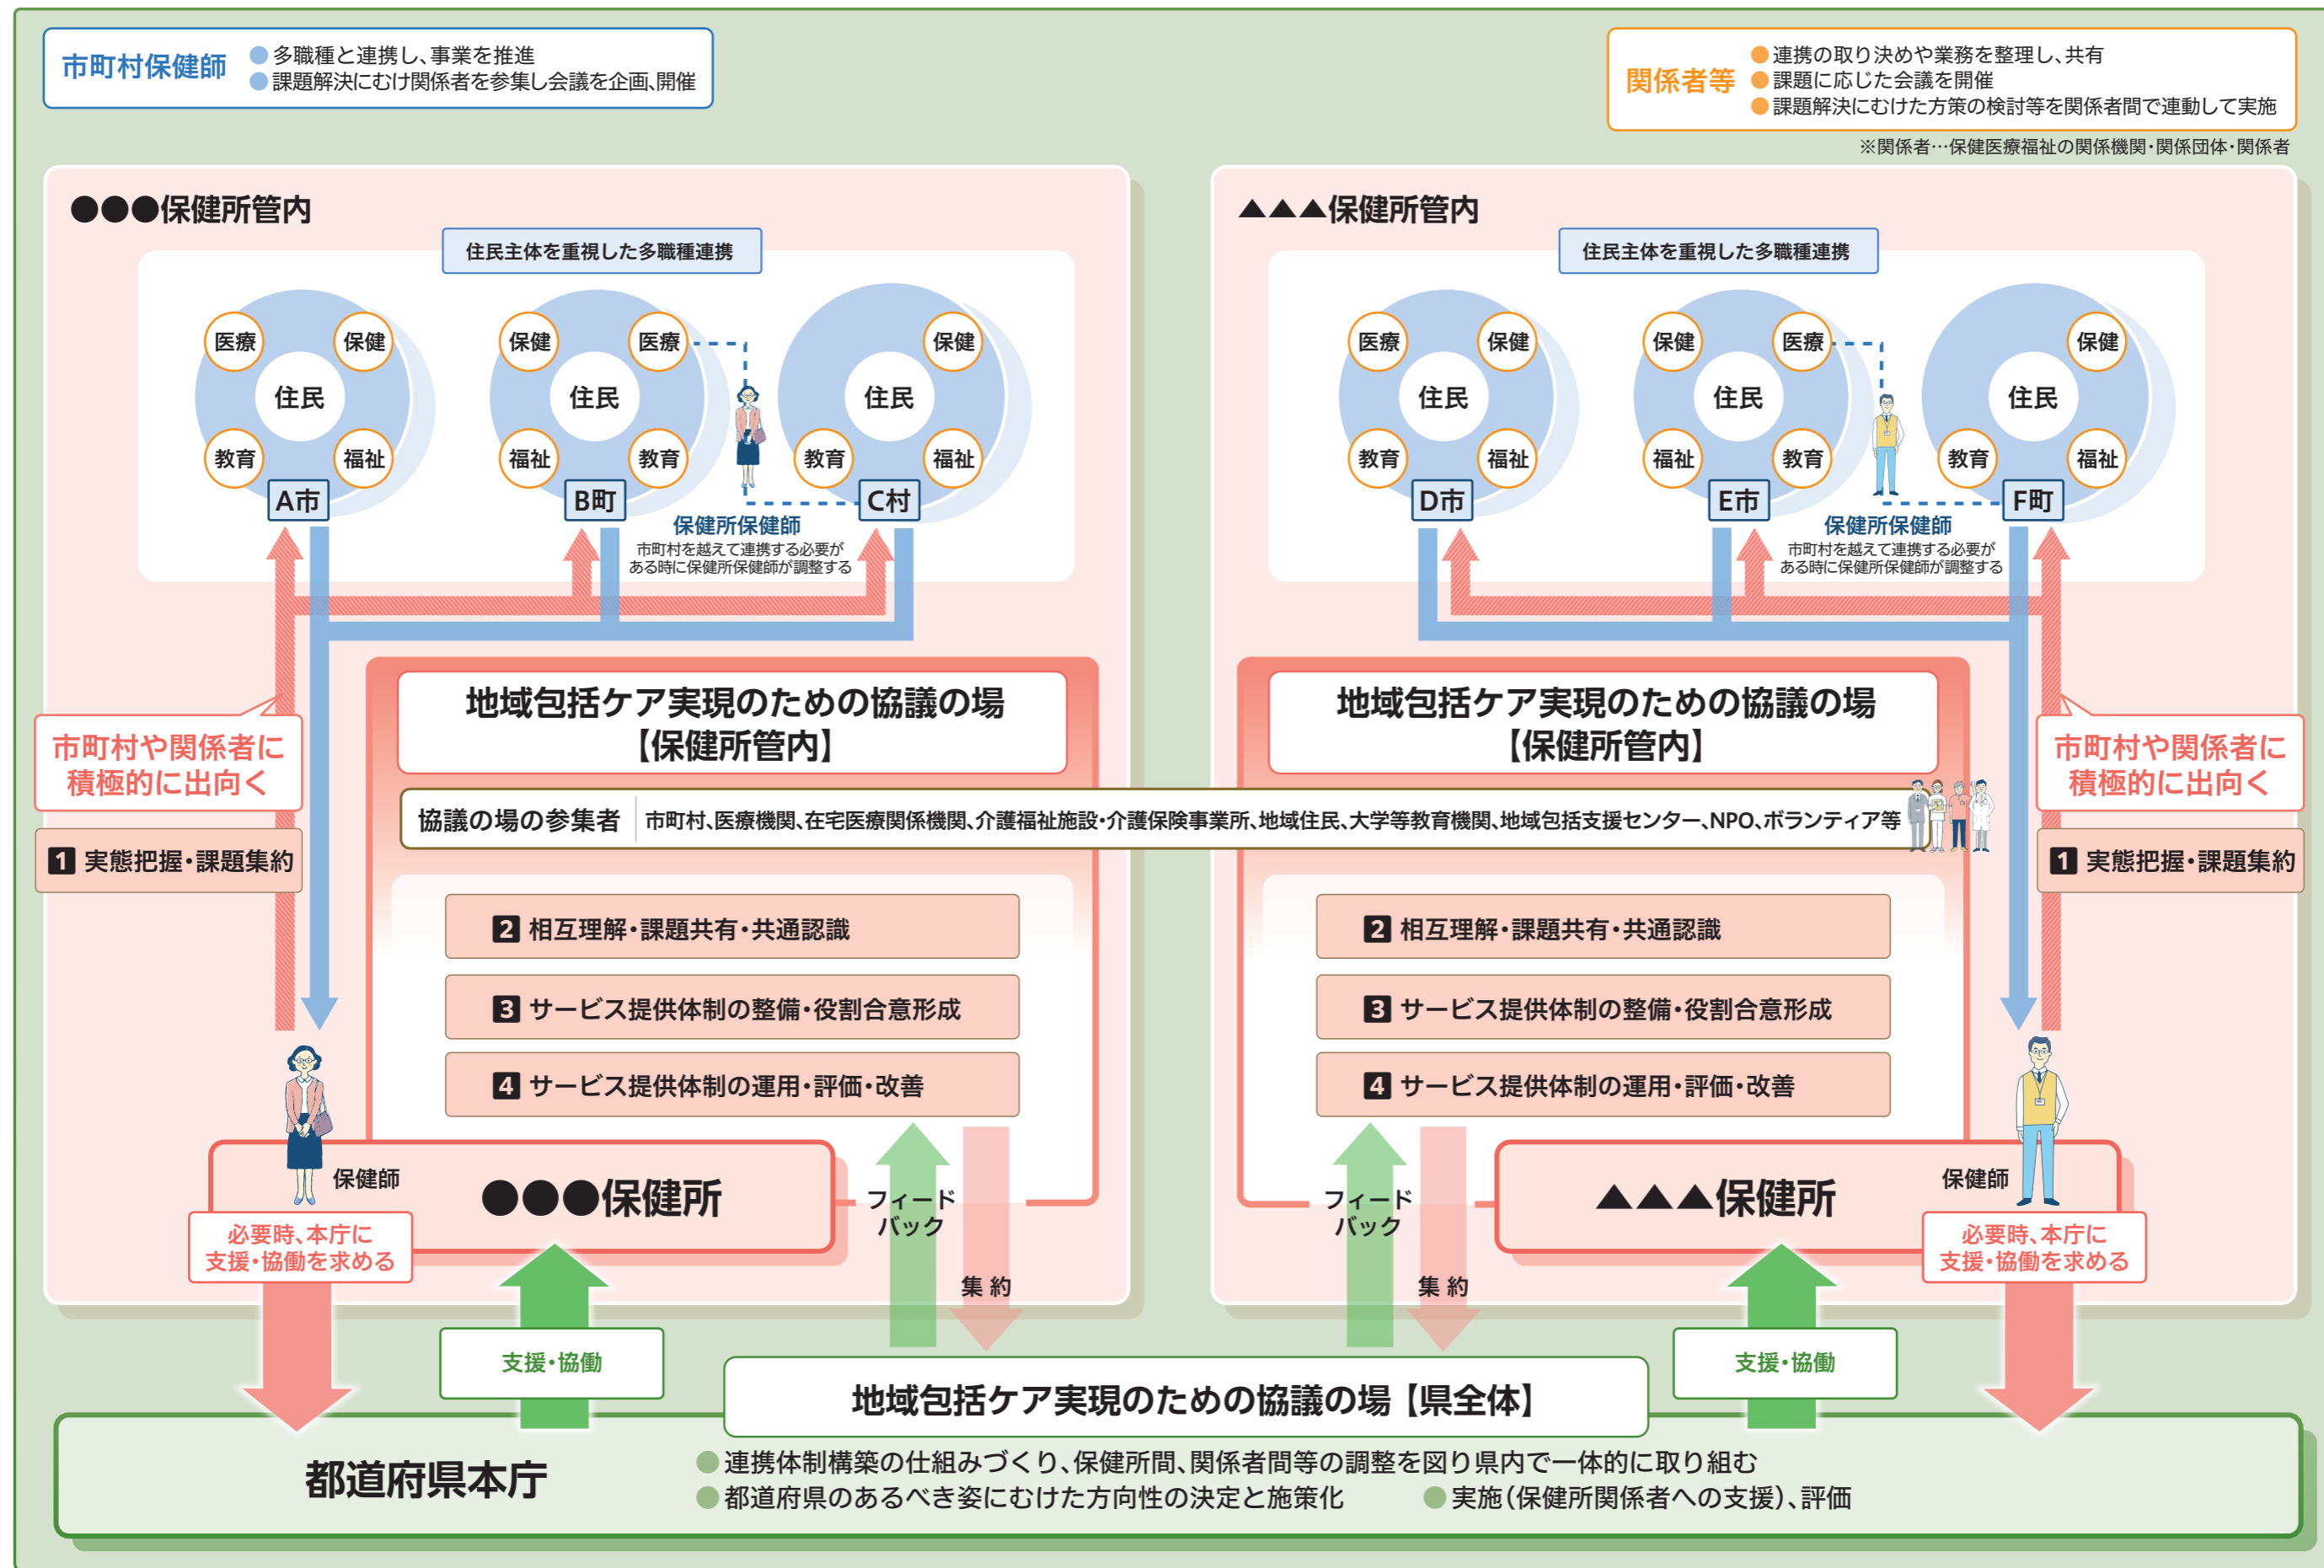 市町村保健師
●多職種と連携し、事業を推進
●課題解決にむけ関係者を参集し会議を企画、開催
関係者等
●連携の取り決めや業務を整理し、共有
●課題に応じた会議を開催
●課題解決にむけた方策の検討等を関係者間で連動して実施
※関係者…保健医療福祉の関係機関・関係団体・関係者
●●●保健所管内
住民主体を重視した多職種連携
医療
保健
住民
教育
福祉
A市
保健
医療
住民
福祉
教育
B町
保健
住民
教育
福祉
C村
保健所保健師
市町村を越えて連携する必要が
ある時に保健所保健師が調整する
▲▲▲保健所管内
住民主体を重視した多職種連携
医療
保健
住民
教育
福祉
D市
保健
医療
住民
福祉
教育
E市
保健
住民
教育
福祉
F町
保健所保健師
市町村を越えて連携する必要が
ある時に保健所保健師が調整する
市町村や関係者に
積極的に出向く
1 実態把握・課題集約
地域包括ケア実現のための協議の場
【保健所管内】
地域包括ケア実現のための協議の場
【保健所管内】
市町村や関係者に
積極的に出向く
1 実態把握・課題集約
協議の場の参集者 市町村、医療機関、在宅医療関係機関、介護福祉施設・介護保険事業所、地域住民、大学等教育機関、地域包括支援センター、NPO、ボランティア等
2 相互理解・課題共有・共通認識
3 サービス提供体制の整備・役割合意形成
4 サービス提供体制の運用・評価・改善
2 相互理解・課題共有・共通認識
3 サービス提供体制の整備・役割合意形成
4 サービス提供体制の運用・評価・改善
保健師
●●●保健所
必要時、本庁に
支援・協働を求める
フィード
バック
集約
フィード
バック
集約
▲▲▲保健所
保健師
必要時、本庁に
支援・協働を求める
支援・協働
支援・協働
地域包括ケア実現のための協議の場【県全体】
都道府県本庁
●連携体制構築の仕組みづくり、保健所間、関係者間等の調整を図り県内で一体的に取り組む
●都道府県のあるべき姿にむけた方向性の決定と施策化 ●実施(保健所関係者への支援)、評価